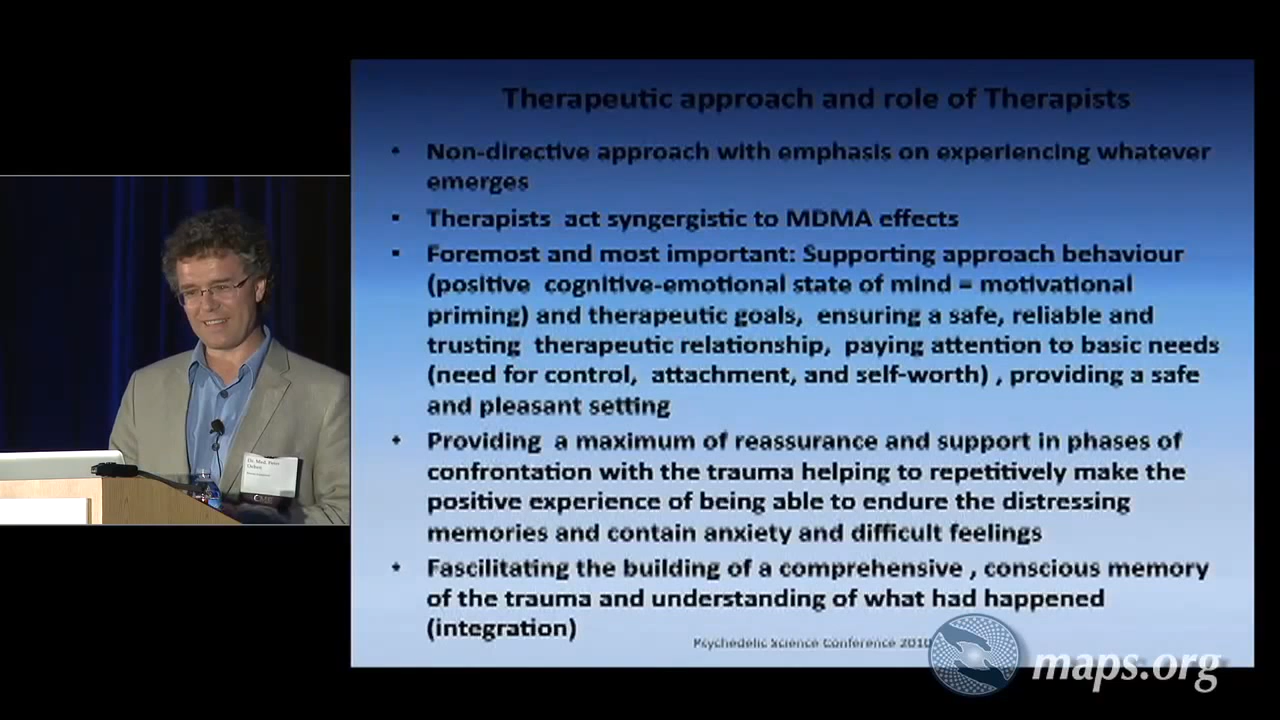 Therapeutic approach and role of Therapists
• Non-directive approach with emphasis on experiencing whatever
emerges
• Therapists act syngergistic to MDMA effects
• Foremost and most important: Supporting approach behaviour
(positive cognitive-emotional state of mind = motivational
priming) and therapeutic goals, ensuring a safe, reliable and
trusting therapeutic relationship, paying attention to basic needs
(need for control, attachment, and self-worth) , providing a safe
and pleasant setting
• Providing a maximum of reassurance and support in phases of
confrontation with the trauma helping to repetitively make the
positive experience of being able to endure the distressing
memories and contain anxiety and difficult feelings
• Fascilitating the building of a comprehensive , conscious memory
of the trauma and understanding of what had happened
(integration)
Psychedelic Science Conference 2010
maps.org
Dr. Med. Peter